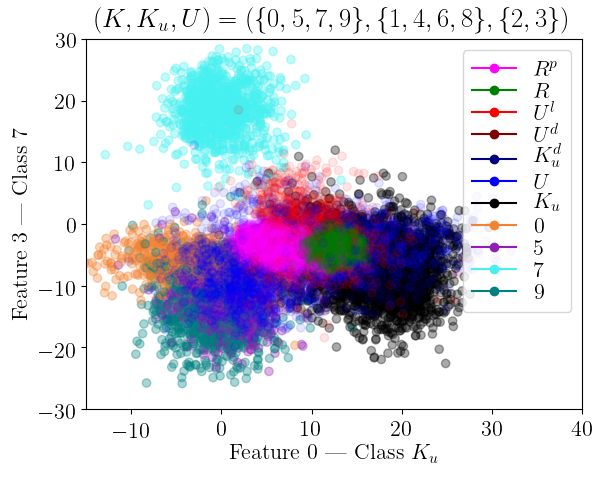 (K, K_u, U) = ({0, 5, 7, 9}, {1, 4, 6, 8}, {2, 3})
30
20
10
0
−10
−20
−30
Feature 3 — Class 7
R^p
R
U^l
U^d
K_u^d
U
K_u
0
5
7
9
−10
0
10
20
30
40
Feature 0 — Class K_u